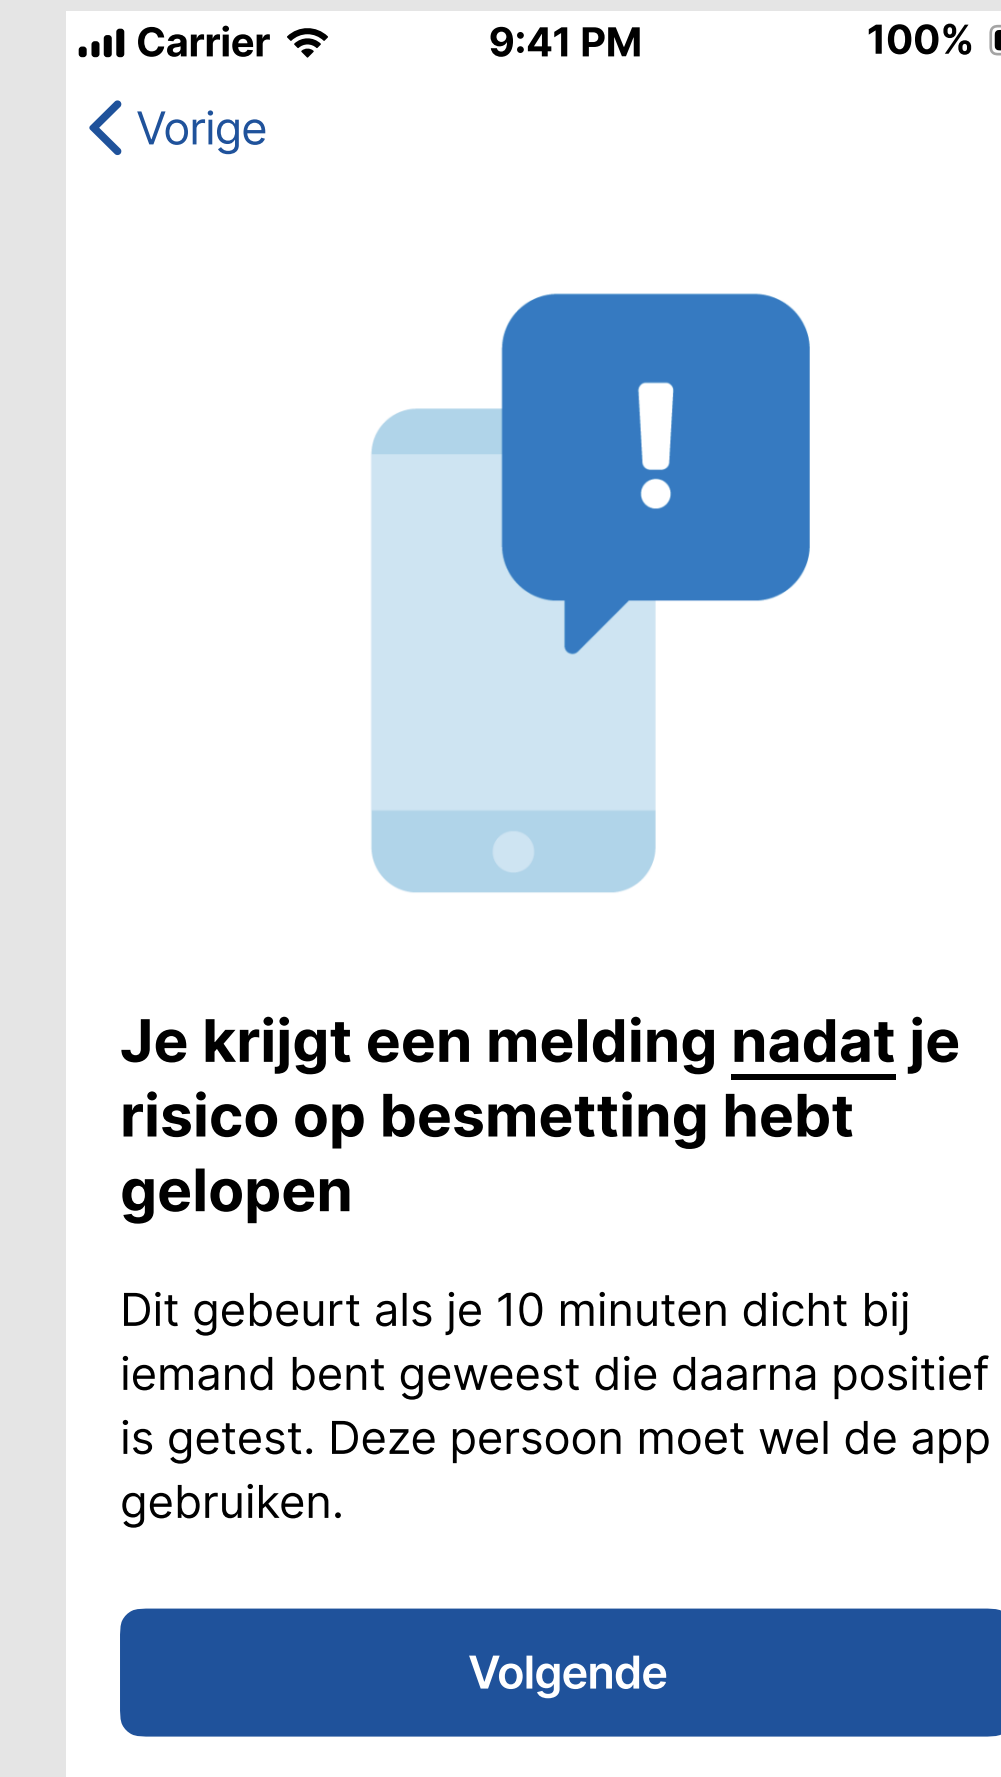 Carrier 9:41 PM 100%
Vorige
!
Je krijgt een melding nadat je
risico op besmetting hebt
gelopen
Dit gebeurt als je 10 minuten dicht bij
iemand bent geweest die daarna positief
is getest. Deze persoon moet wel de app
gebruiken.
Volgende